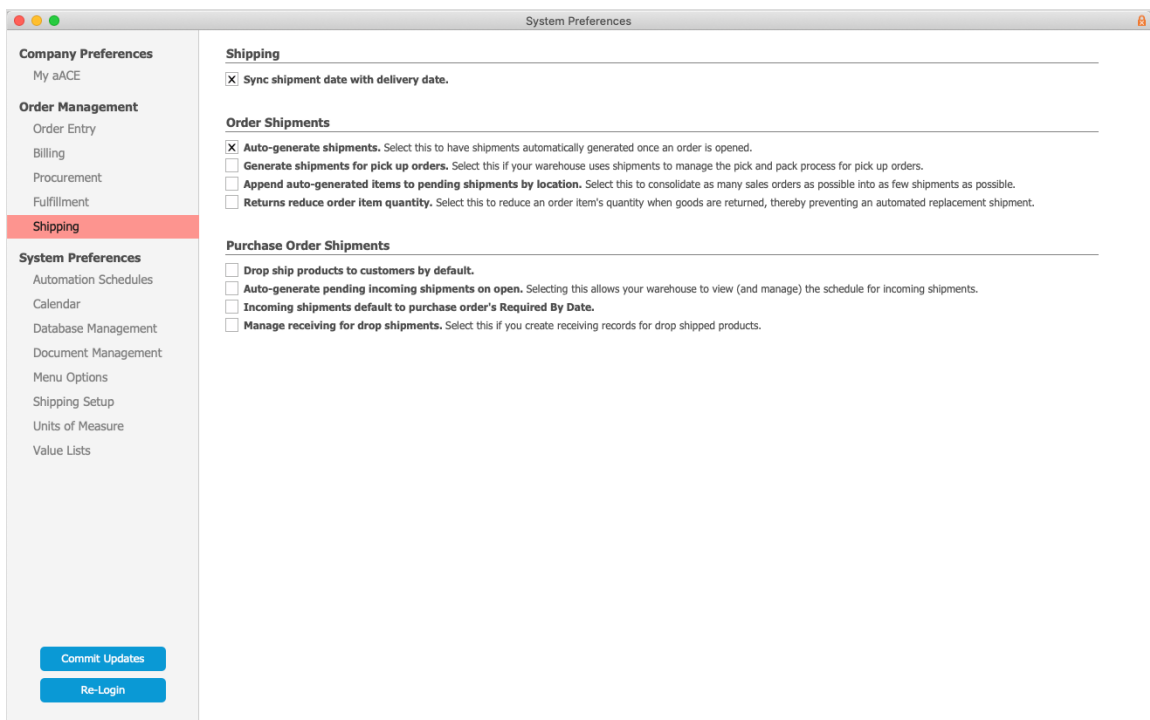 System Preferences
Company Preferences
My aACE
Order Management
Order Entry
Billing
Procurement
Fulfillment
Shipping
System Preferences
Automation Schedules
Calendar
Database Management
Document Management
Menu Options
Shipping Setup
Units of Measure
Value Lists
Commit Updates
Re-Login
Shipping
X Sync shipment date with delivery date.
Order Shipments
X Auto-generate shipments. Select this to have shipments automatically generated once an order is opened.
Generate shipments for pick up orders. Select this if your warehouse uses shipments to manage the pick and pack process for pick up orders.
Append auto-generated items to pending shipments by location. Select this to consolidate as many sales orders as possible into as few shipments as possible.
Returns reduce order item quantity. Select this to reduce an order item's quantity when goods are returned, thereby preventing an automated replacement shipment.
Purchase Order Shipments
Drop ship products to customers by default.
Auto-generate pending incoming shipments on open. Selecting this allows your warehouse to view (and manage) the schedule for incoming shipments.
Incoming shipments default to purchase order's Required By Date.
Manage receiving for drop shipments. Select this if you create receiving records for drop shipped products.